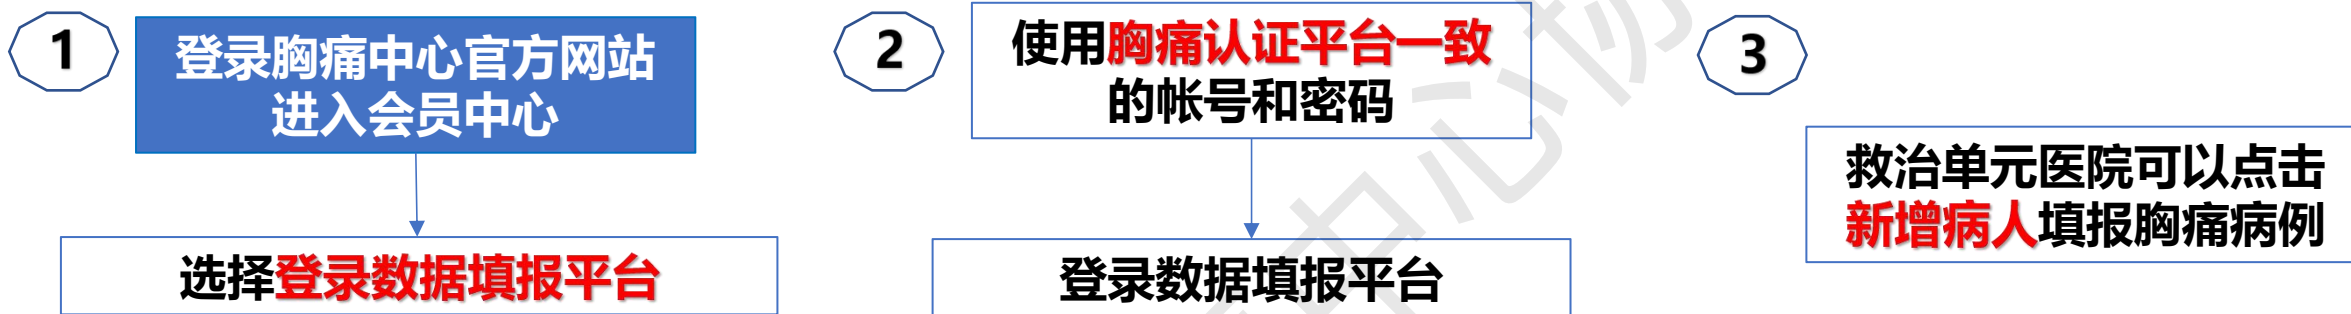 1
登录胸痛中心官方网站
进入会员中心
选择登录数据填报平台
2
使用胸痛认证平台一致
的帐号和密码
登录数据填报平台
3
救治单元医院可以点击
新增病人填报胸痛病例
中心